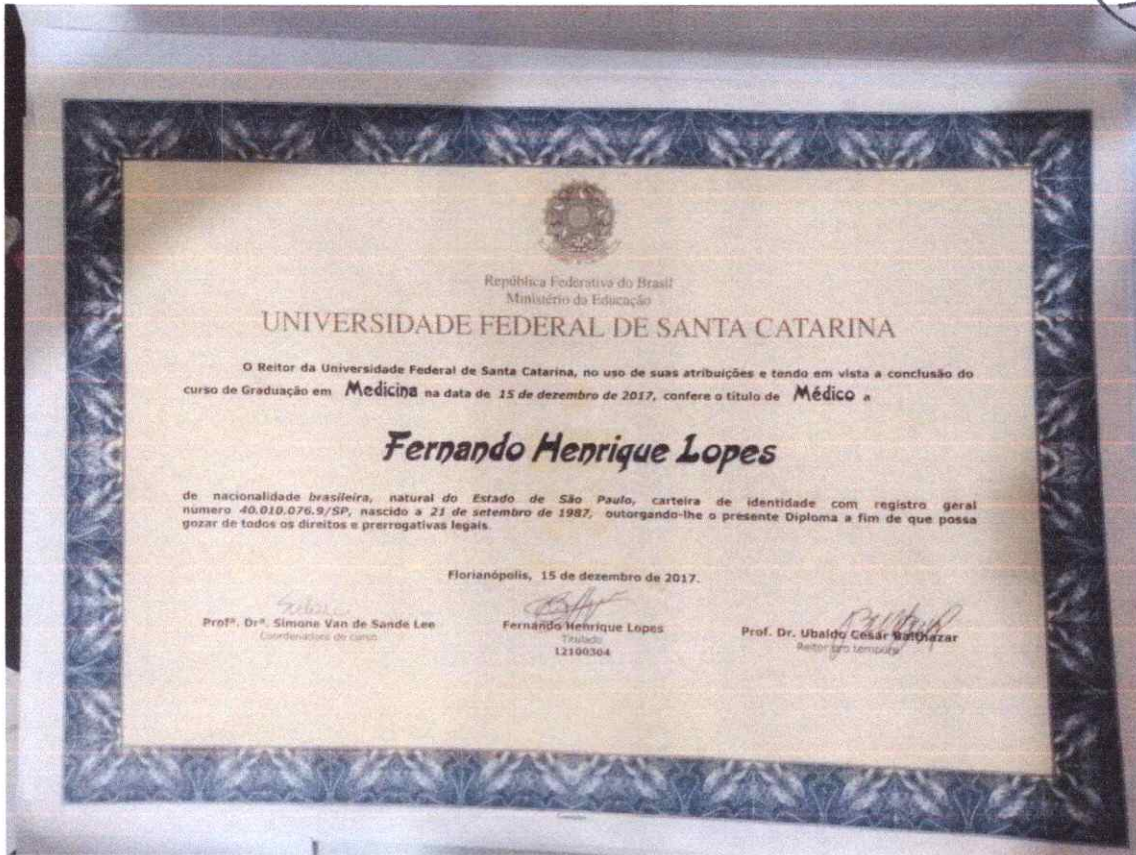 República Federativa do Brasil
Ministério da Educação
UNIVERSIDADE FEDERAL DE SANTA CATARINA
O Reitor da Universidade Federal de Santa Catarina, no uso de suas atribuições e tendo em vista a conclusão do
curso de Graduação em Medicina na data de 15 de dezembro de 2017, confere o título de Médico a
Fernando Henrique Lopes
de nacionalidade brasileira, natural do Estado de São Paulo, carteira de identidade com registro geral
número 40.010.076.9/SP, nascido a 21 de setembro de 1987, outorgando-lhe o presente Diploma a fim de que possa
gozar de todos os direitos e prerrogativas legais.
Florianópolis, 15 de dezembro de 2017.
Profª. Drª. Simone Van de Sande Lee
Coordenadora do curso
Fernando Henrique Lopes
Titulado
12100304
Prof. Dr. Ubaldo Cesar Balthazar
Reitor pro tempore